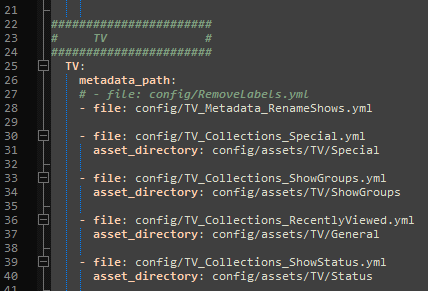 21
22 #######################
23 # TV #
24 #######################
25 TV:
26 metadata_path:
27 # - file: config/RemoveLabels.yml
28 - file: config/TV_Metadata_RenameShows.yml
29
30 - file: config/TV_Collections_Special.yml
31 asset_directory: config/assets/TV/Special
32
33 - file: config/TV_Collections_ShowGroups.yml
34 asset_directory: config/assets/TV/ShowGroups
35
36 - file: config/TV_Collections_RecentlyViewed.yml
37 asset_directory: config/assets/TV/General
38
39 - file: config/TV_Collections_ShowStatus.yml
40 asset_directory: config/assets/TV/Status
41